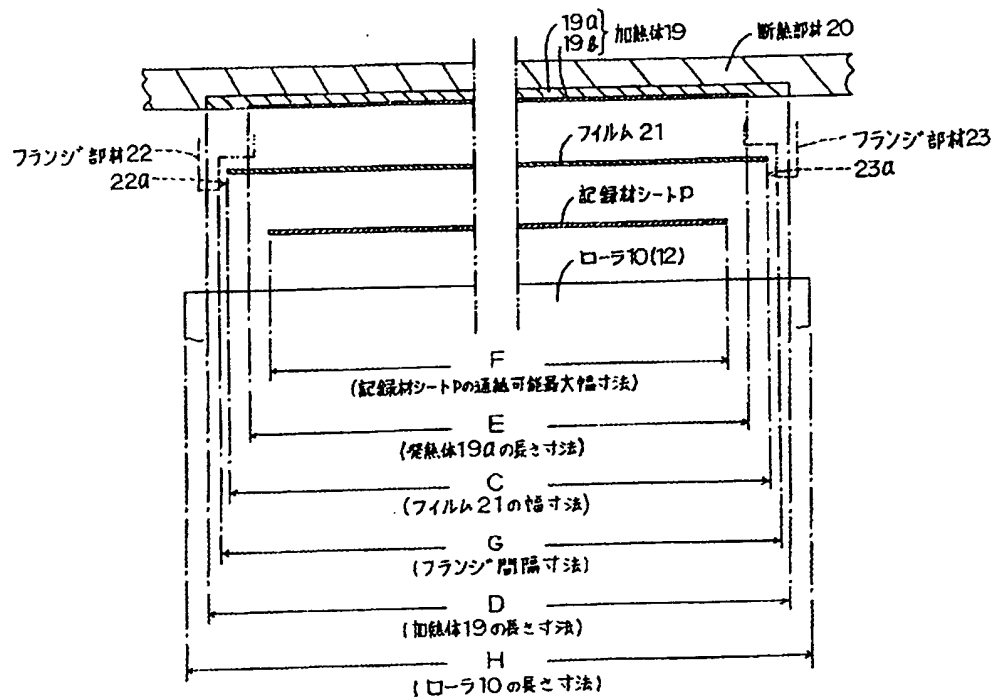 19a
19b } 加熱体19
断熱部材20
フランジ部材22
22a
フイルム21
フランジ部材23
23a
記録材シートP
ローラ10(12)
F
(記録材シートPの通紙可能最大幅寸法)
E
(発熱体19aの長さ寸法)
C
(フイルム21の幅寸法)
G
(フランジ間隔寸法)
D
(加熱体19の長さ寸法)
H
(ローラ10の長さ寸法)